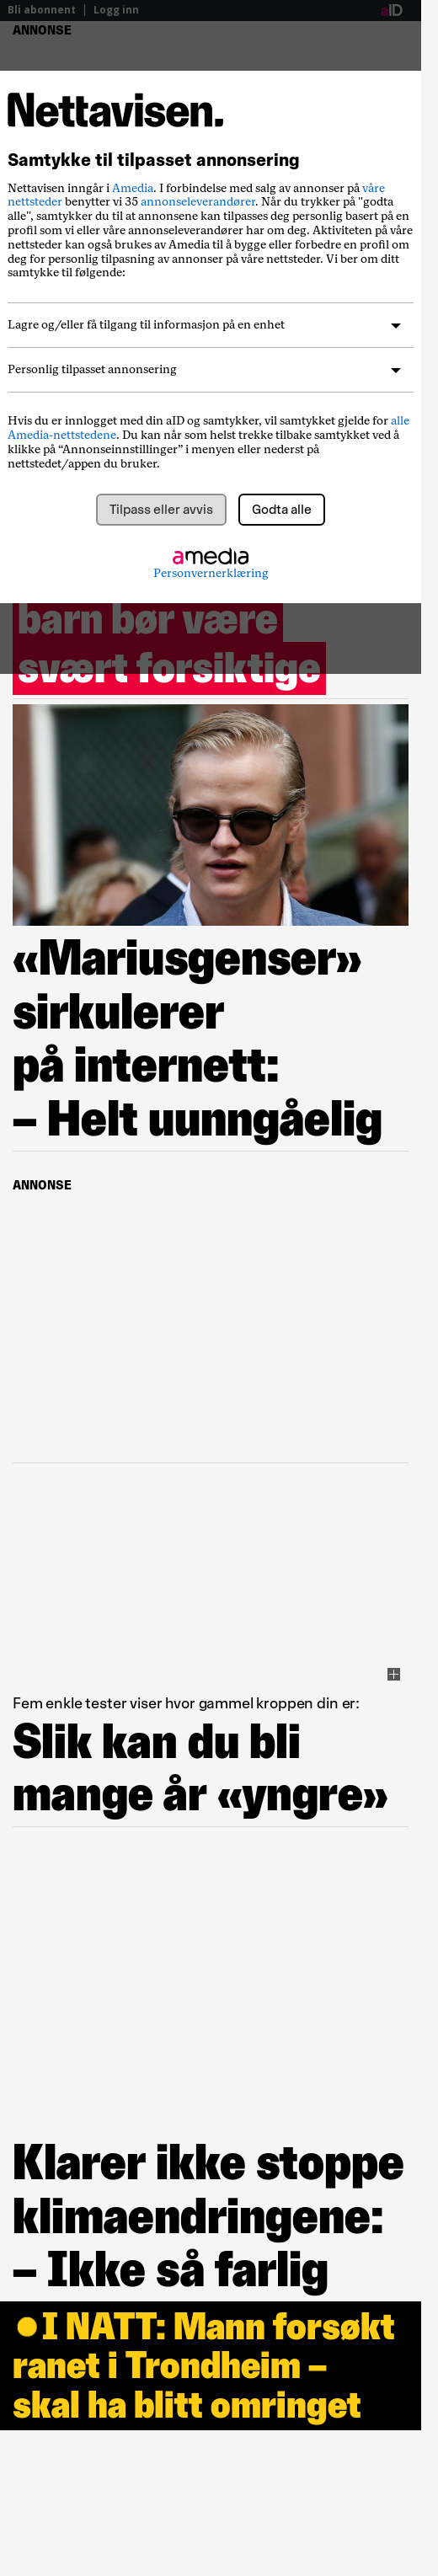 Bli abonnent
Logg inn
aID
ANNONSE
Nettavisen.
Samtykke til tilpasset annonsering
Nettavisen inngår i Amedia. I forbindelse med salg av annonser på våre
nettsteder benytter vi 35 annonseleverandører. Når du trykker på "godta
alle", samtykker du til at annonsene kan tilpasses deg personlig basert på en
profil som vi eller våre annonseleverandører har om deg. Aktiviteten på våre
nettsteder kan også brukes av Amedia til å bygge eller forbedre en profil om
deg for personlig tilpasning av annonser på våre nettsteder. Vi ber om ditt
samtykke til følgende:
Lagre og/eller få tilgang til informasjon på en enhet
Personlig tilpasset annonsering
Hvis du er innlogget med din aID og samtykker, vil samtykket gjelde for alle
Amedia-nettstedene. Du kan når som helst trekke tilbake samtykket ved å
klikke på “Annonseinnstillinger” i menyen eller nederst på
nettstedet/appen du bruker.
Tilpass eller avvis
Godta alle
amedia
Personvernerklæring
barn bør være
svært forsiktige
«Mariusgenser»
sirkulerer
på internett:
– Helt uunngåelig
ANNONSE
Fem enkle tester viser hvor gammel kroppen din er:
Slik kan du bli
mange år «yngre»
Klarer ikke stoppe
klimaendringene:
– Ikke så farlig
I NATT: Mann forsøkt
ranet i Trondheim –
skal ha blitt omringet